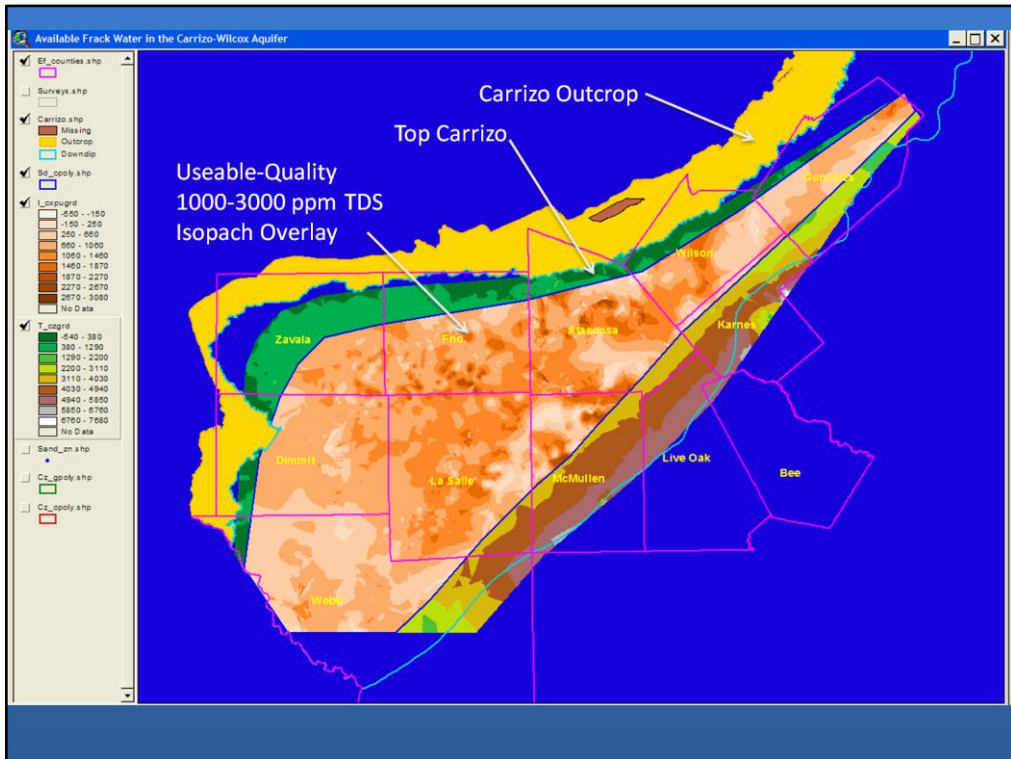 Available Frack Water in the Carrizo-Wilcox Aquifer
Ef_counties.shp
Surveys.shp
Carrizo.shp
Missing
Outcrop
Downdip
Sd_cpoly.shp
I_cxpugrd
-550 - -150
-150 - 250
250 - 660
660 - 1060
1060 - 1460
1460 - 1870
1870 - 2270
2270 - 2670
2670 - 3080
No Data
T_czgrd
-540 - 380
380 - 1290
1290 - 2200
2200 - 3110
3110 - 4030
4030 - 4940
4940 - 5850
5850 - 6760
6760 - 7680
No Data
Sand_zn.shp
Cz_gpoly.shp
Cz_cpoly.shp
Carrizo Outcrop
Top Carrizo
Useable-Quality
1000-3000 ppm TDS
Isopach Overlay
Gonzales
Wilson
Karnes
Atascosa
Frio
Zavala
Dimmit
La Salle
McMullen
Live Oak
Bee
Webb